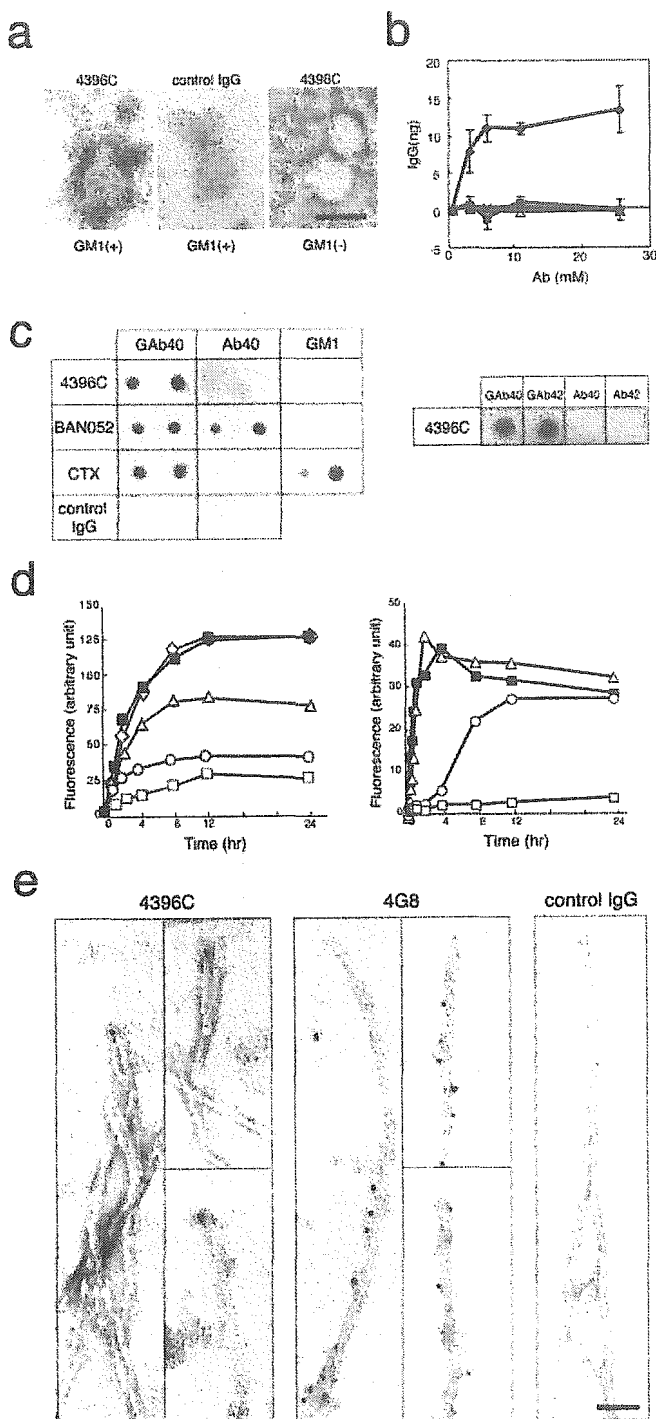 a
4396C control IgG 4396C
GM1(+) GM1(+) GM1(-)
b
20
15
10
5
0
-5
IgG(ng)
0 10 20 30
Ab (mM)
c
GAb40 Ab40 GM1
4396C
BAN052
CTX
control
IgG
GAb40 GAb42 Ab40 Ab42
4396C
d
150
125
100
75
50
25
0
Fluorescence (arbitrary unit)
0 4 6 12 24
Time (hr)
50
40
30
20
10
0
Fluorescence (arbitrary unit)
4 8 12 24
Time (hr)
e
4396C 4G8 control IgG